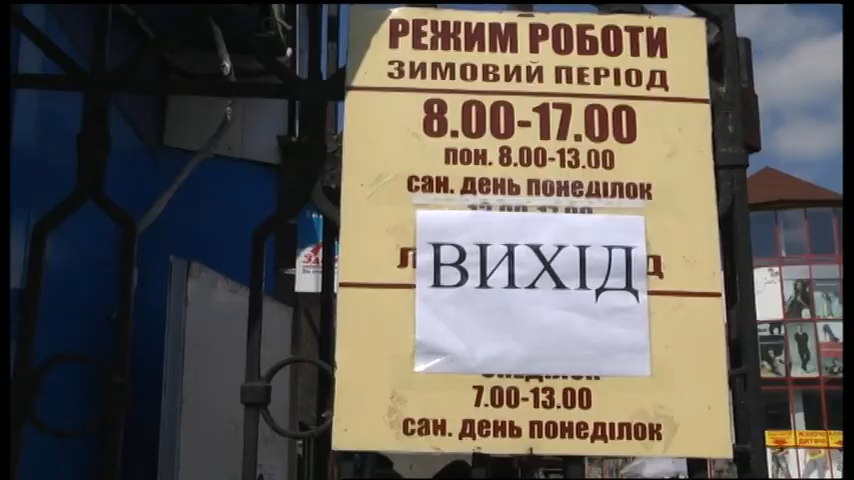 РЕЖИМ РОБОТИ
ЗИМОВИЙ ПЕРІОД
8.00-17.00
пон. 8.00-13.00
сан. день понеділок
ВИХІД
7.00-13.00
сан. день понеділок